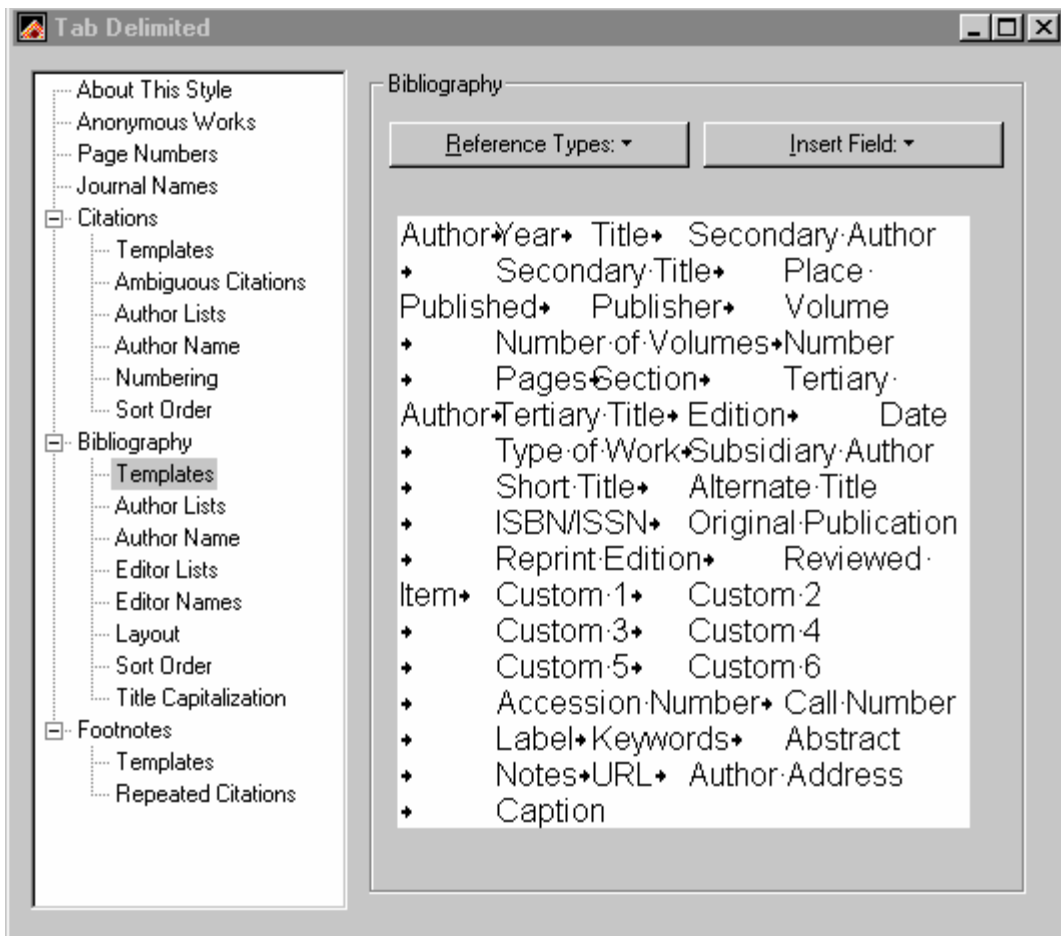 Tab Delimited
About This Style
Anonymous Works
Page Numbers
Journal Names
Citations
Templates
Ambiguous Citations
Author Lists
Author Name
Numbering
Sort Order
Bibliography
Templates
Author Lists
Author Name
Editor Lists
Editor Names
Layout
Sort Order
Title Capitalization
Footnotes
Templates
Repeated Citations
Bibliography
Reference Types:
Insert Field:
Author→Year→ Title→ Secondary·Author
→ Secondary·Title→ Place·
Published→ Publisher→ Volume
→ Number·of·Volumes→Number
→ Pages→Section→ Tertiary·
Author→Tertiary·Title→ Edition→ Date
→ Type·of·Work→Subsidiary·Author
→ Short·Title→ Alternate·Title
→ ISBN/ISSN→ Original·Publication
→ Reprint·Edition→ Reviewed·
Item→ Custom·1→ Custom·2
→ Custom·3→ Custom·4
→ Custom·5→ Custom·6
→ Accession·Number→ Call·Number
→ Label→Keywords→ Abstract
→ Notes→URL→ Author·Address
→ Caption